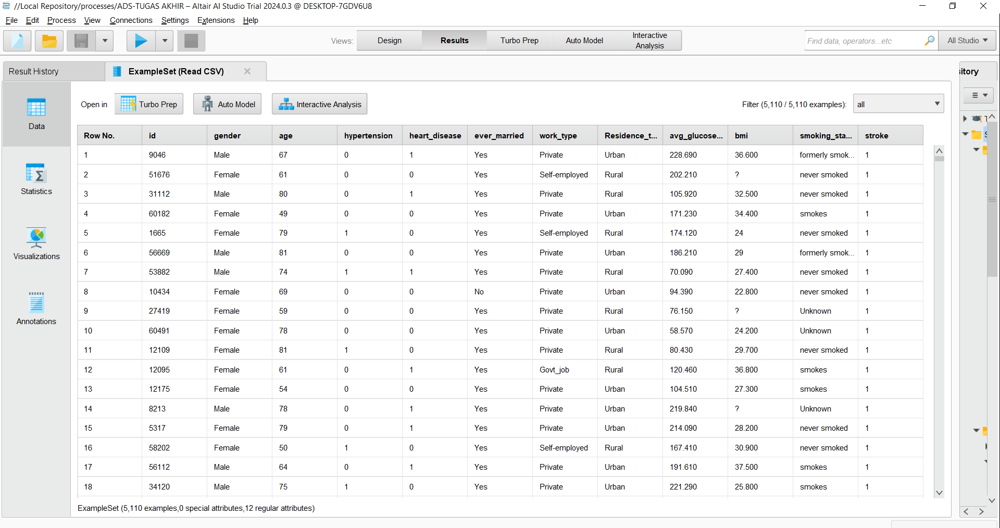 //Local Repository/processes/ADS-TUGAS AKHIR – Altair AI Studio Trial 2024.0.3 @ DESKTOP-7GDV6U8
File Edit Process View Connections Settings Extensions Help
Views: Design Results Turbo Prep Auto Model Interactive Analysis Find data, operators...etc All Studio
Result History ExampleSet (Read CSV) itory
Open in Turbo Prep Auto Model Interactive Analysis Filter (5,110 / 5,110 examples): all
Data
Statistics
Visualizations
Annotations
Row No. id gender age hypertension heart_disease ever_married work_type Residence_t... avg_glucose... bmi smoking_sta... stroke
1 9046 Male 67 0 1 Yes Private Urban 228.690 36.600 formerly smok... 1
2 51676 Female 61 0 0 Yes Self-employed Rural 202.210 ? never smoked 1
3 31112 Male 80 0 1 Yes Private Rural 105.920 32.500 never smoked 1
4 60182 Female 49 0 0 Yes Private Urban 171.230 34.400 smokes 1
5 1665 Female 79 1 0 Yes Self-employed Rural 174.120 24 never smoked 1
6 56669 Male 81 0 0 Yes Private Urban 186.210 29 formerly smok... 1
7 53882 Male 74 1 1 Yes Private Rural 70.090 27.400 never smoked 1
8 10434 Female 69 0 0 No Private Urban 94.390 22.800 never smoked 1
9 27419 Female 59 0 0 Yes Private Rural 76.150 ? Unknown 1
10 60491 Female 78 0 0 Yes Private Urban 58.570 24.200 Unknown 1
11 12109 Female 81 1 0 Yes Private Rural 80.430 29.700 never smoked 1
12 12095 Female 61 0 1 Yes Govt_job Rural 120.460 36.800 smokes 1
13 12175 Female 54 0 0 Yes Private Urban 104.510 27.300 smokes 1
14 8213 Male 78 0 1 Yes Private Urban 219.840 ? Unknown 1
15 5317 Female 79 0 1 Yes Private Urban 214.090 28.200 never smoked 1
16 58202 Female 50 1 0 Yes Self-employed Rural 167.410 30.900 never smoked 1
17 56112 Male 64 0 1 Yes Private Urban 191.610 37.500 smokes 1
18 34120 Male 75 1 0 Yes Private Urban 221.290 25.800 smokes 1
ExampleSet (5,110 examples,0 special attributes,12 regular attributes)